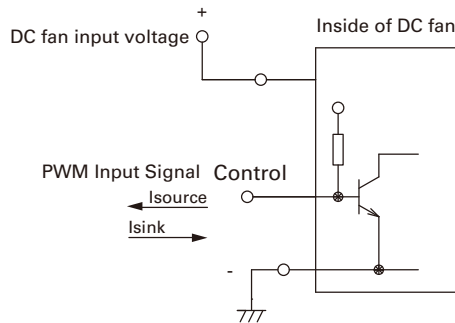 +
DC fan input voltage
Inside of DC fan
PWM Input Signal Control
Isource
Isink
-